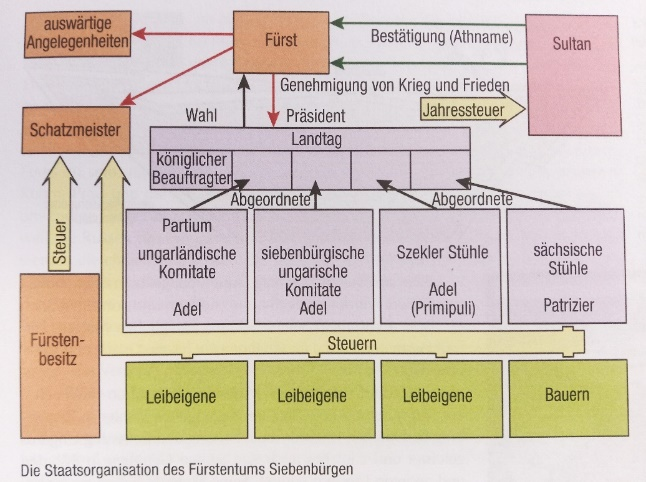 auswärtige
Angelegenheiten
Fürst
Bestätigung (Athname)
Sultan
Genehmigung von Krieg und Frieden
Wahl
Präsident
Jahressteuer
Schatzmeister
Landtag
königlicher
Beauftragter
Abgeordnete
Abgeordnete
Partium
ungarländische
Komitate
Adel
siebenbürgische
ungarische
Komitate
Adel
Szekler Stühle
Adel
(Primipuli)
sächsische
Stühle
Patrizier
Steuer
Fürsten-
besitz
Steuern
Leibeigene
Leibeigene
Leibeigene
Bauern
Die Staatsorganisation des Fürstentums Siebenbürgen